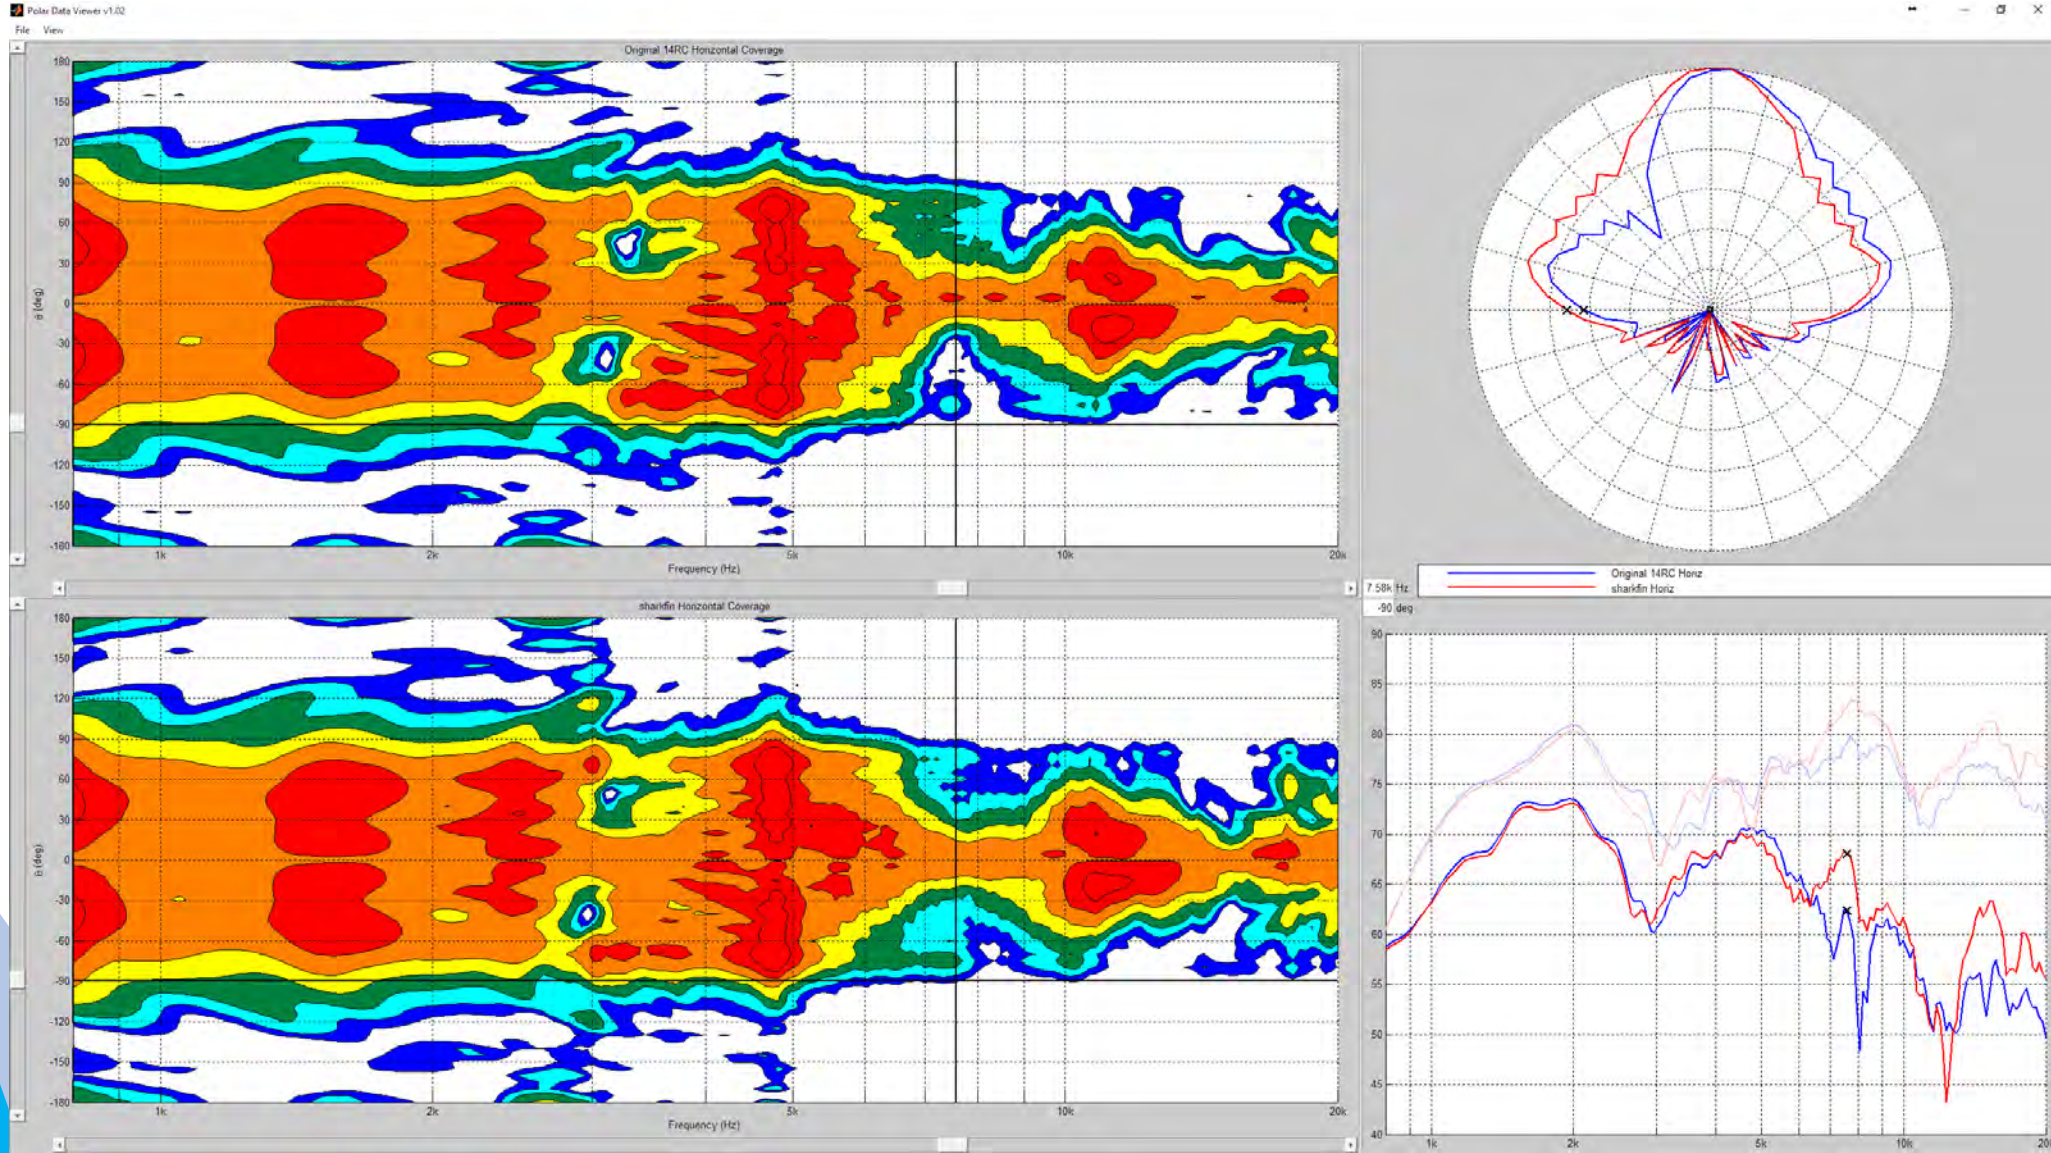 Polar Data Viewer v1.02
File View
Original 14RC Horizontal Coverage
180
150
120
90
60
30
0
-30
-60
-90
-120
-150
-180
θ (deg)
1k 2k 5k 10k 20k
Frequency (Hz)
7.58k Hz
-90 deg
Original 14RC Horiz
sharkfin Horiz
sharkfin Horizontal Coverage
180
150
120
90
60
30
0
-30
-60
-90
-120
-150
-180
θ (deg)
1k 2k 5k 10k 20k
Frequency (Hz)
90
85
80
75
70
65
60
55
50
45
40
1k 2k 5k 10k 20k